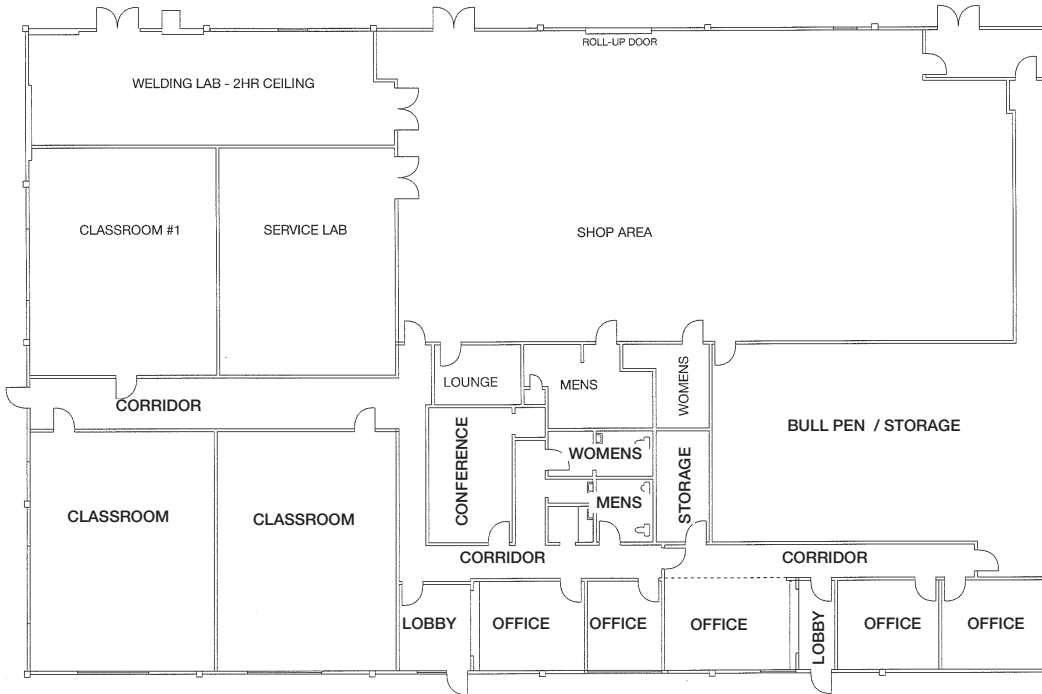 ROLL-UP DOOR
WELDING LAB - 2HR CEILING
CLASSROOM #1
SERVICE LAB
SHOP AREA
LOUNGE
MENS
WOMENS
CORRIDOR
BULL PEN / STORAGE
CONFERENCE
WOMENS
MENS
STORAGE
CLASSROOM
CLASSROOM
CORRIDOR
CORRIDOR
LOBBY
OFFICE
OFFICE
OFFICE
LOBBY
OFFICE
OFFICE